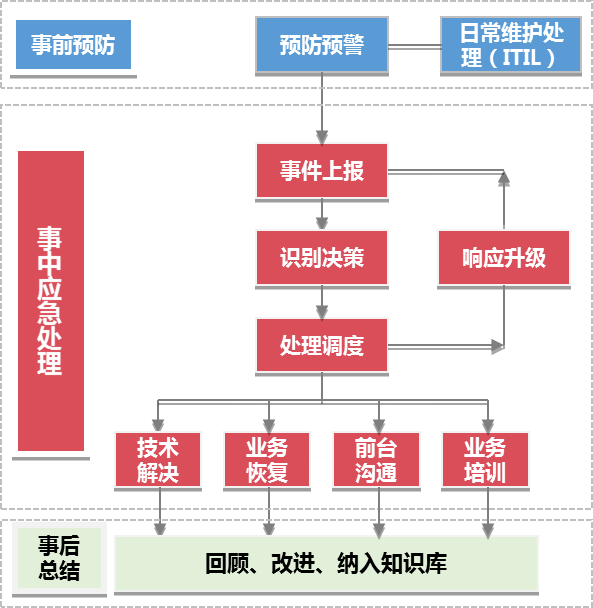 事前预防
预防预警
日常维护处
理（ITIL）
事中应急处理
事件上报
识别决策
响应升级
处理调度
技术
解决
业务
恢复
前台
沟通
业务
培训
事后
总结
回顾、改进、纳入知识库